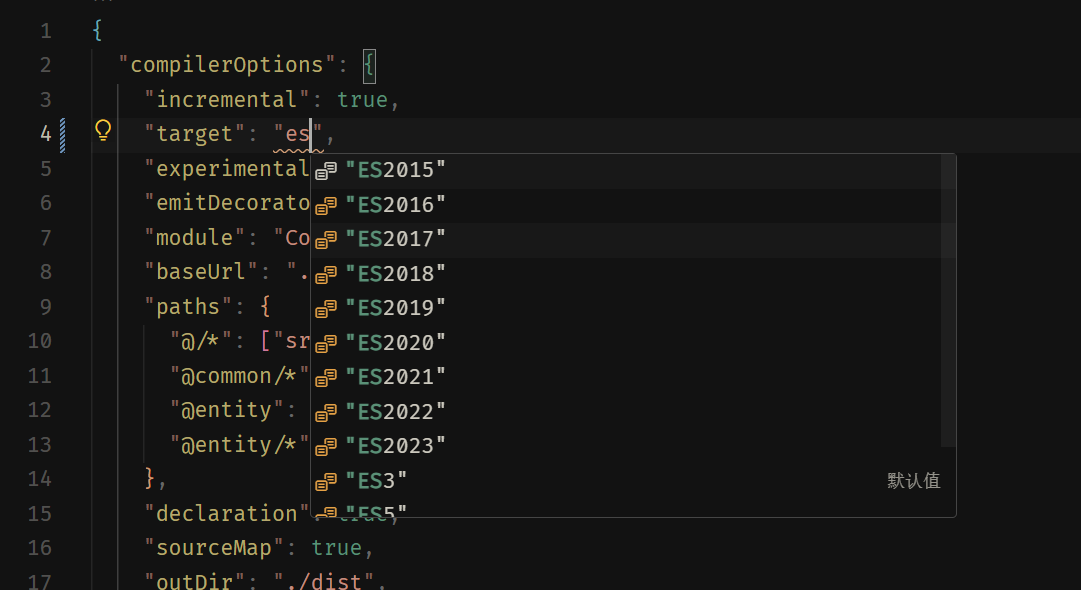 1 {
2 "compilerOptions": {
3 "incremental": true,
4 "target": "es",
5 "experimental
6 "emitDecorato
7 "module": "Co
8 "baseUrl": ".
9 "paths": {
10 "@/*": ["sr
11 "@common/*"
12 "@entity":
13 "@entity/*"
14 },
15 "declaration": true,
16 "sourceMap": true,
17 "outDir": "./dist",
"ES2015"
"ES2016"
"ES2017"
"ES2018"
"ES2019"
"ES2020"
"ES2021"
"ES2022"
"ES2023"
"ES3" 默认值
"ES5"